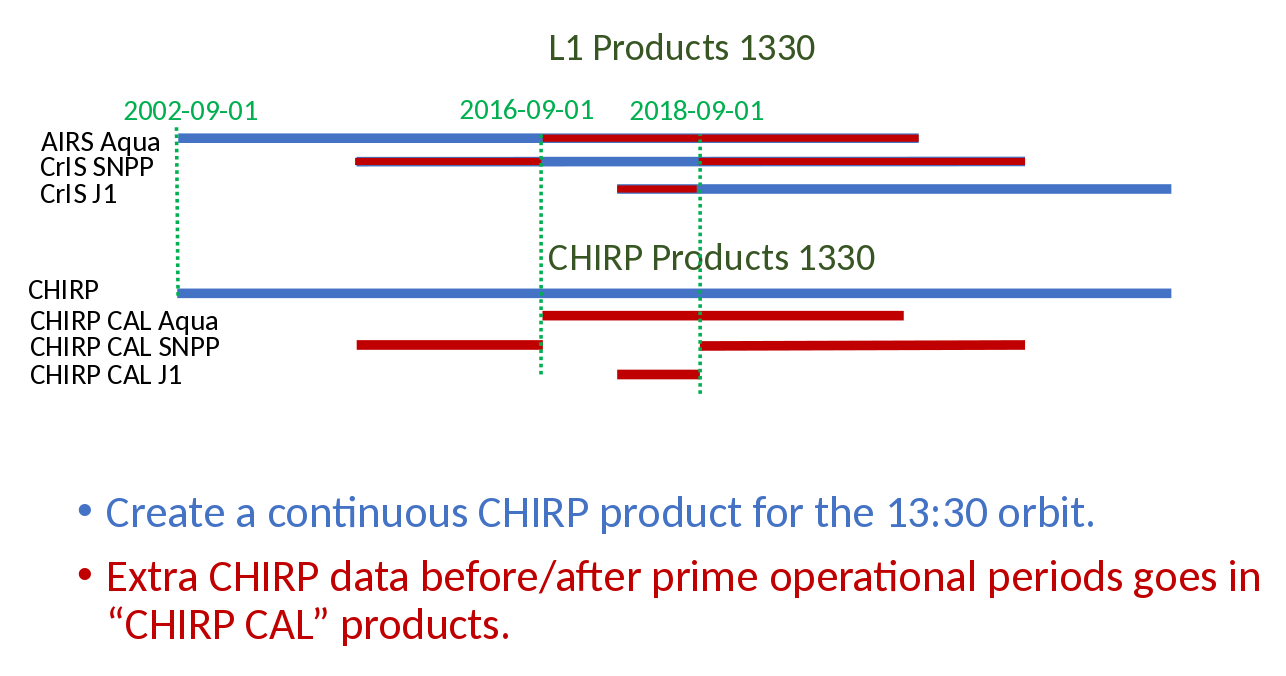 L1 Products 1330
2002-09-01
2016-09-01
2018-09-01
AIRS Aqua
CrIS SNPP
CrIS J1
CHIRP Products 1330
CHIRP
CHIRP CAL Aqua
CHIRP CAL SNPP
CHIRP CAL J1
• Create a continuous CHIRP product for the 13:30 orbit.
• Extra CHIRP data before/after prime operational periods goes in
“CHIRP CAL” products.